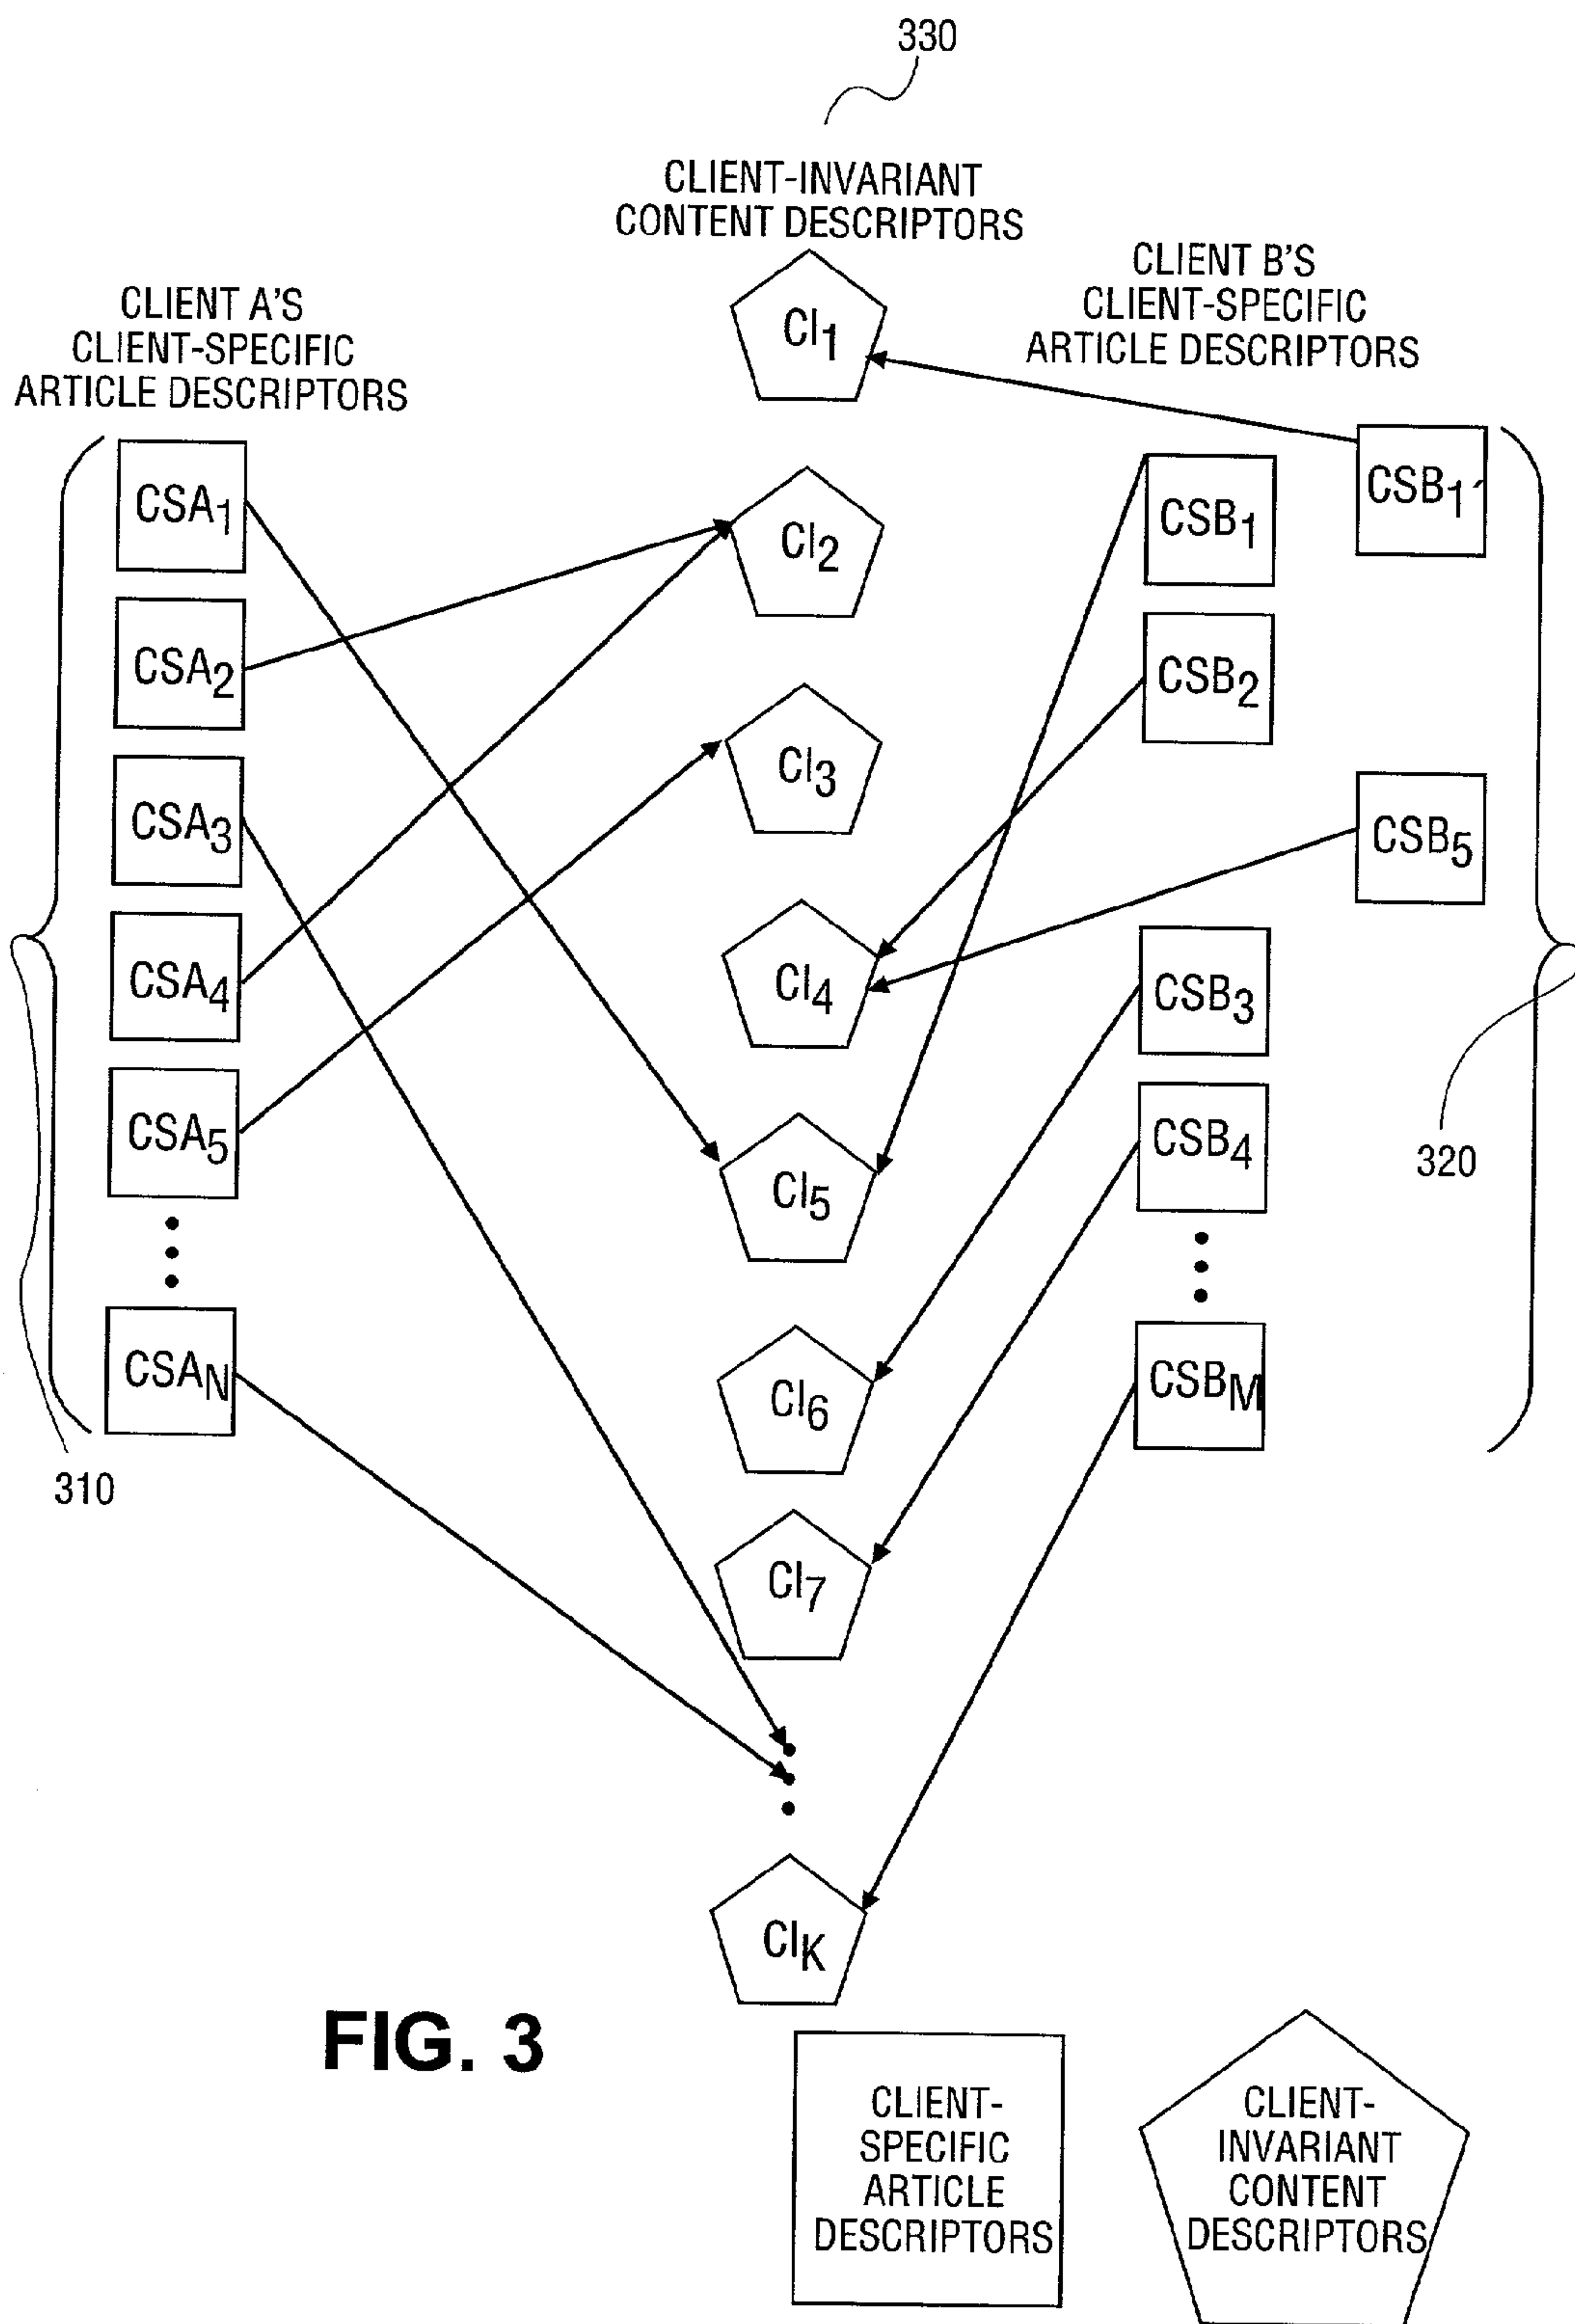 330
CLIENT-INVARIANT
CONTENT DESCRIPTORS
CLIENT A'S
CLIENT-SPECIFIC
ARTICLE DESCRIPTORS
CLIENT B'S
CLIENT-SPECIFIC
ARTICLE DESCRIPTORS
CSA1
CSA2
CSA3
CSA4
CSA5
CSAN
310
CI1
CI2
CI3
CI4
CI5
CI6
CI7
CIK
CSB1
CSB2
CSB3
CSB4
CSBM
CSB1'
CSB5
320
FIG. 3
CLIENT-
SPECIFIC
ARTICLE
DESCRIPTORS
CLIENT-
INVARIANT
CONTENT
DESCRIPTORS